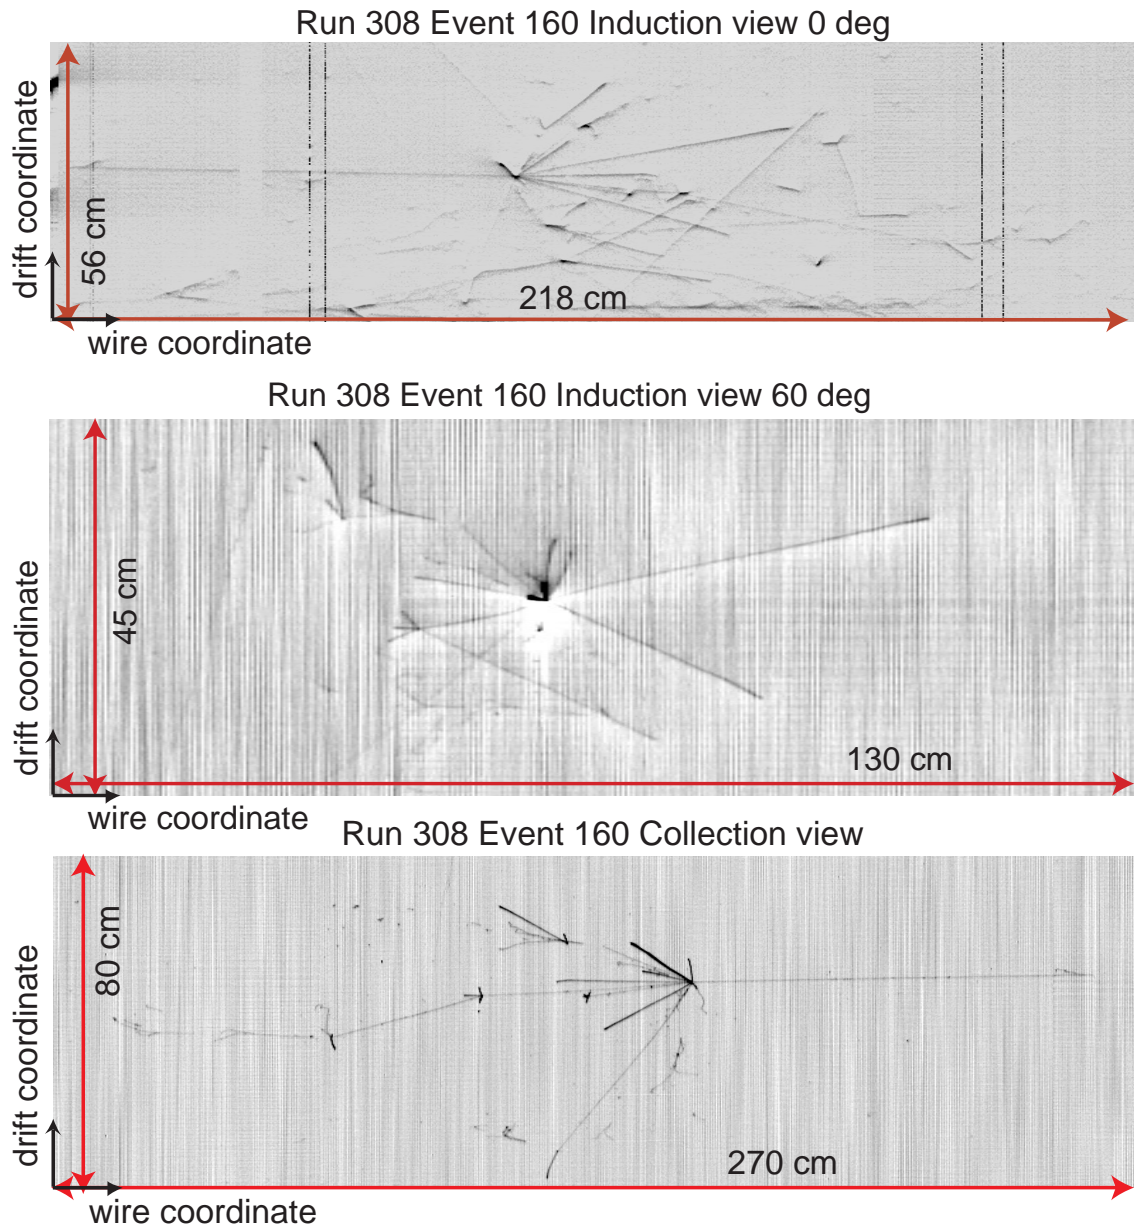 Run 308 Event 160 Induction view 0 deg
drift coordinate
56 cm
218 cm
wire coordinate
Run 308 Event 160 Induction view 60 deg
drift coordinate
45 cm
130 cm
wire coordinate
Run 308 Event 160 Collection view
drift coordinate
80 cm
270 cm
wire coordinate